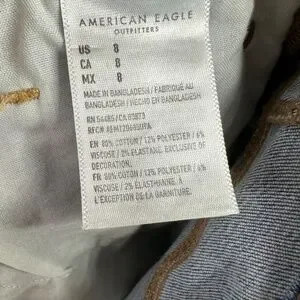 AMERICAN EAGLE
OUTFITTERS
US 8
CA 8
MX 8
MADE IN BANGLADESH / FABRIQUÉ AU
BANGLADESH / HECHO EN BANGLADESH
RN 54485/CA 03873
EN 80% COTTON / 12% POLYESTER / 6%
VISCOSE / 2% ELASTANE. EXCLUSIVE OF
DECORATION.
FR 80% COTON / 12% POLYESTER / 6%
VISCOSE / 2% ÉLASTHANNE. À
L'EXCEPTION DE LA GARNITURE.